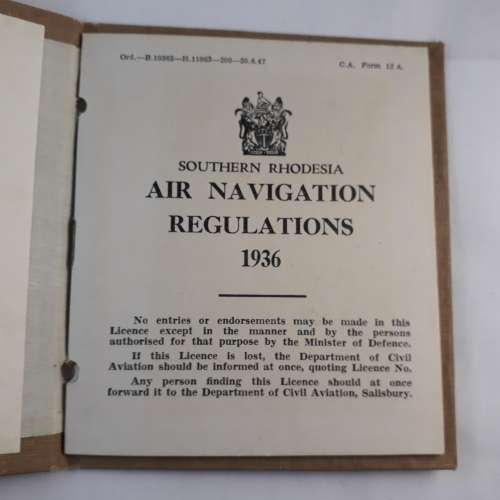 Ord.—B.10363—H.11963—200—30.6.47 C.A. Form 12 A.
SOUTHERN RHODESIA
AIR NAVIGATION
REGULATIONS
1936
No entries or endorsements may be made in this
Licence except in the manner and by the persons
authorised for that purpose by the Minister of Defence.
If this Licence is lost, the Department of Civil
Aviation should be informed at once, quoting Licence No.
Any person finding this Licence should at once
forward it to the Department of Civil Aviation, Salisbury.